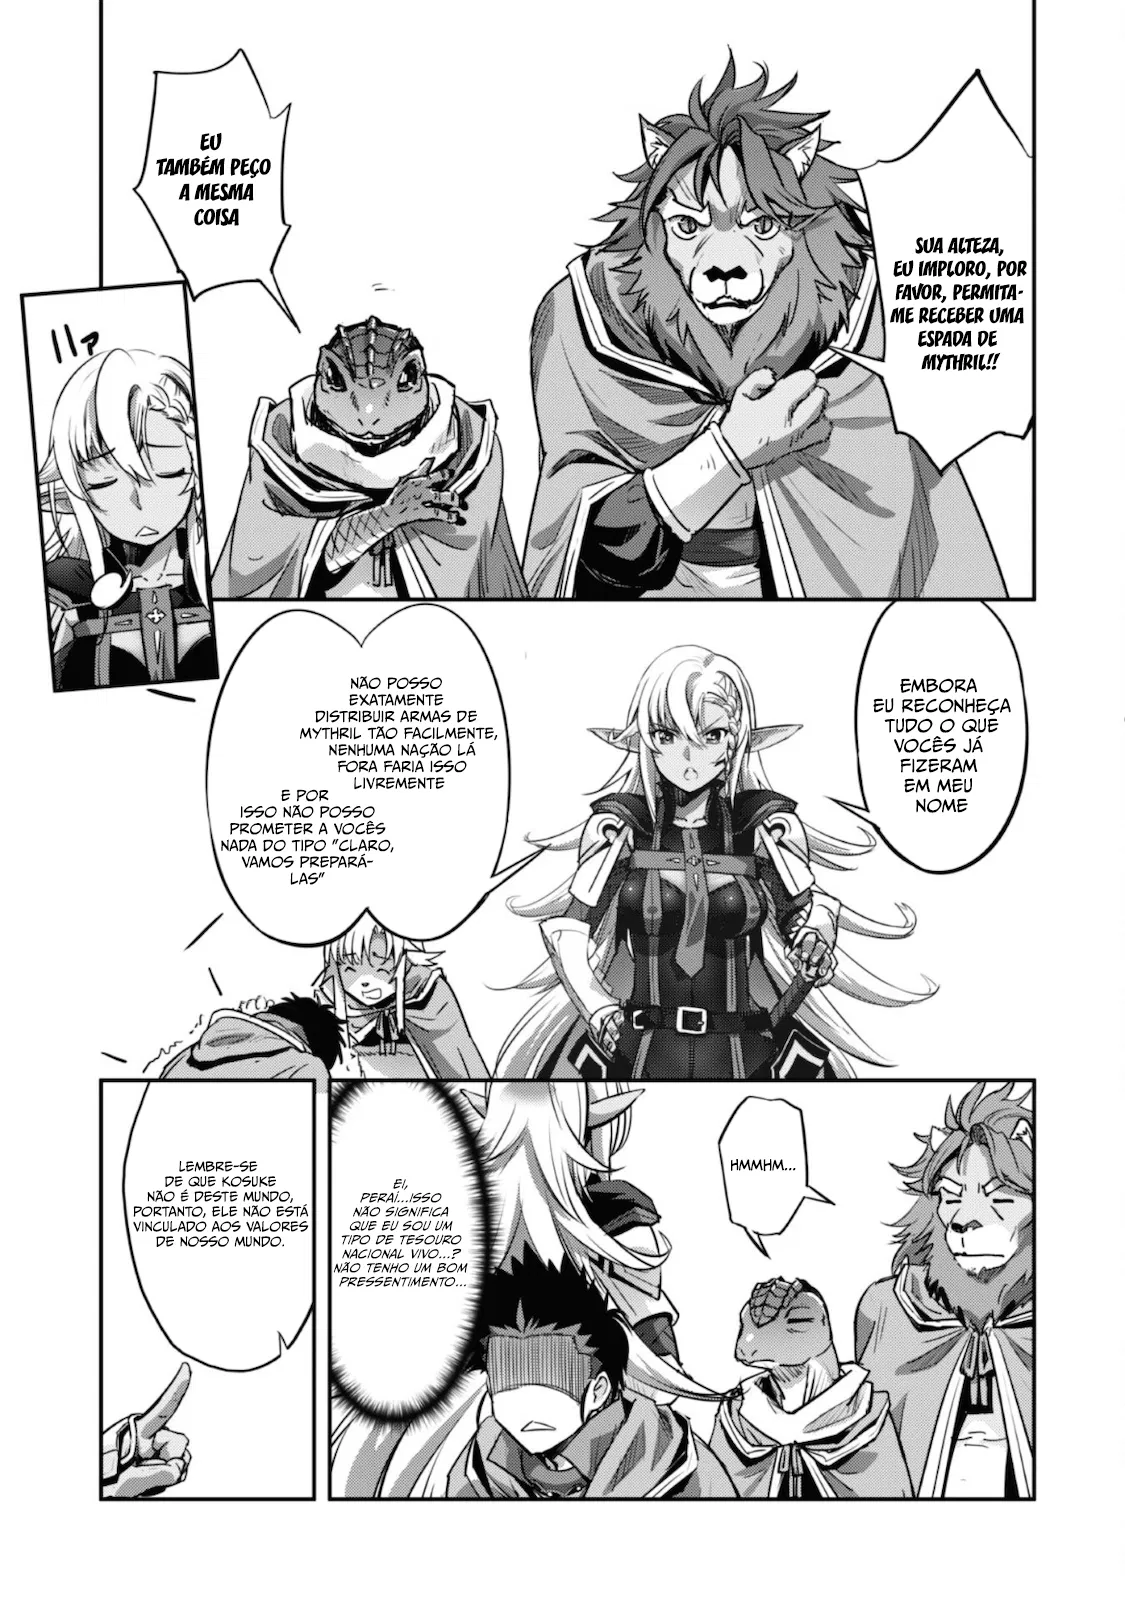 SUA ALTEZA,
EU IMPLORO, POR
FAVOR, PERMITA-
ME RECEBER UMA
ESPADA DE
MYTHRIL!!
EU
TAMBÉM PEÇO
A MESMA
COISA
ハァ
EMBORA
EU RECONHEÇA
TUDO O QUE
VOCÊS JÁ
FIZERAM
EM MEU
NOME
NÃO POSSO
EXATAMENTE
DISTRIBUIR ARMAS DE
MYTHRIL TÃO FACILMENTE,
NENHUMA NAÇÃO LÁ
FORA FARIA ISSO
LIVREMENTE
E POR
ISSO NÃO POSSO
PROMETER A VOCÊS
NADA DO TIPO "CLARO,
VAMOS PREPARÁ-
LAS"
HMMHM...
EI,
PERAÍ...ISSO
NÃO SIGNIFICA
QUE EU SOU UM
TIPO DE TESOURO
NACIONAL VIVO...?
NÃO TENHO UM BOM
PRESSENTIMENTO...
LEMBRE-SE
DE QUE KOSUKE
NÃO É DESTE MUNDO,
PORTANTO, ELE NÃO ESTÁ
VINCULADO AOS VALORES
DE NOSSO MUNDO.